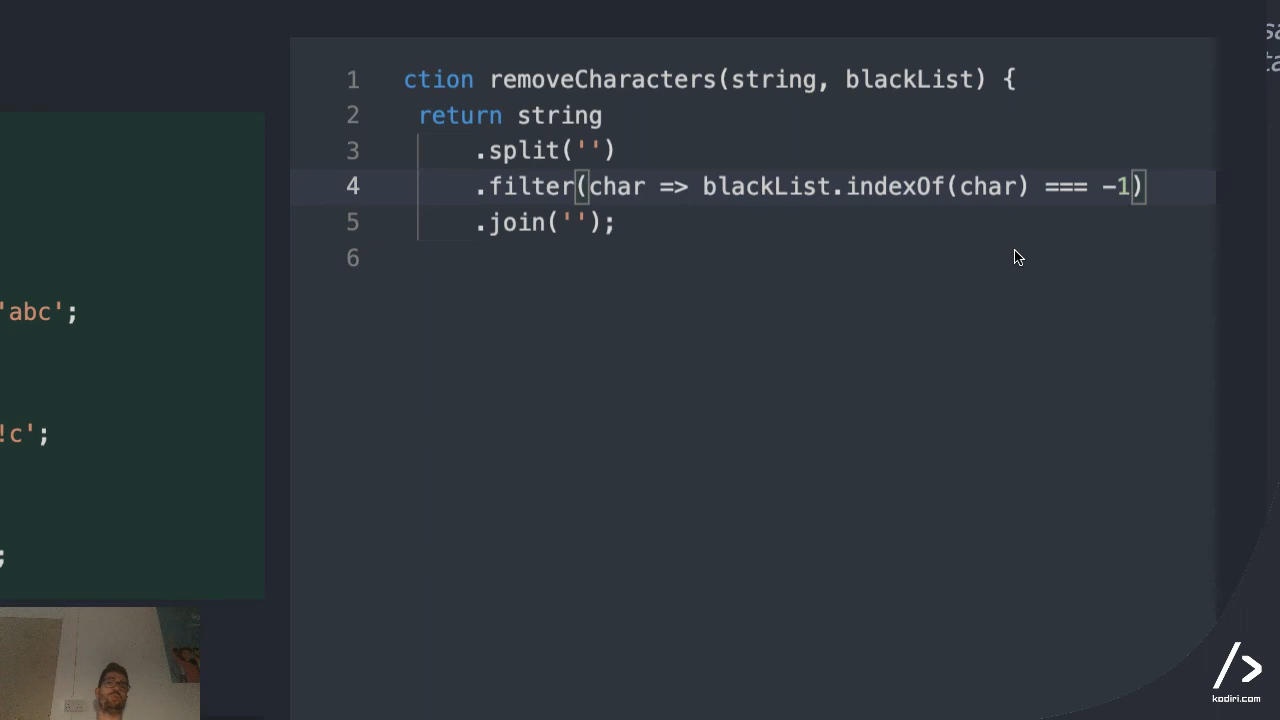 1 ction removeCharacters(string, blackList) {
2 return string
3 .split('')
4 .filter(char => blackList.indexOf(char) === -1)
5 .join('');
6
'abc';
!c';
;
kodiri.com